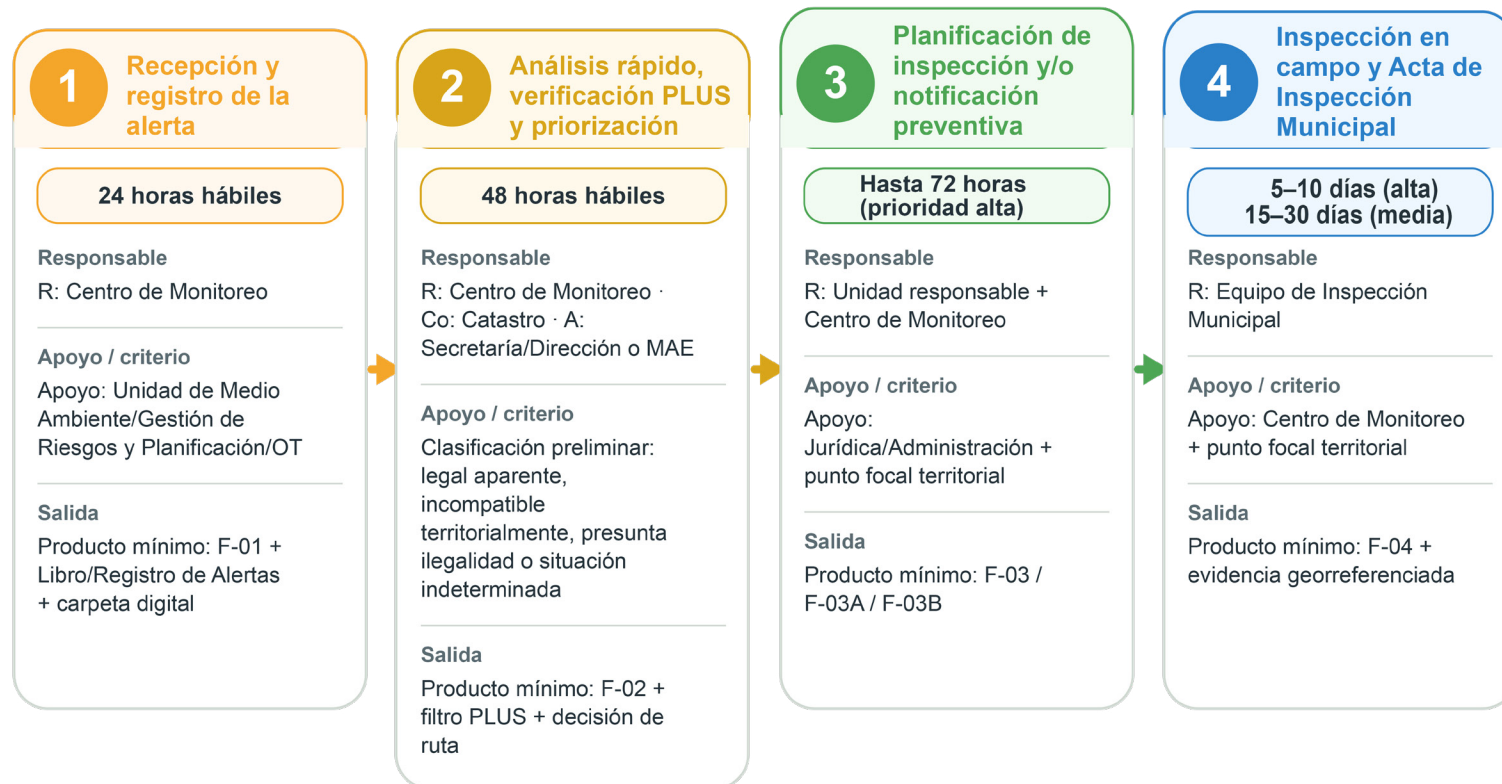 1
Recepción y
registro de la
alerta
24 horas hábiles
Responsable
R: Centro de Monitoreo
Apoyo / criterio
Apoyo: Unidad de Medio
Ambiente/Gestión de
Riesgos y Planificación/OT
Salida
Producto mínimo: F-01 +
Libro/Registro de Alertas
+ carpeta digital
2
Análisis rápido,
verificación PLUS
y priorización
48 horas hábiles
Responsable
R: Centro de Monitoreo ·
Co: Catastro · A:
Secretaría/Dirección o MAE
Apoyo / criterio
Clasificación preliminar:
legal aparente,
incompatible
territorialmente, presunta
ilegalidad o situación
indeterminada
Salida
Producto mínimo: F-02 +
filtro PLUS + decisión de
ruta
3
Planificación de
inspección y/o
notificación
preventiva
Hasta 72 horas
(prioridad alta)
Responsable
R: Unidad responsable +
Centro de Monitoreo
Apoyo / criterio
Apoyo:
Jurídica/Administración +
punto focal territorial
Salida
Producto mínimo: F-03 /
F-03A / F-03B
4
Inspección en
campo y Acta de
Inspección
Municipal
5–10 días (alta)
15–30 días (media)
Responsable
R: Equipo de Inspección
Municipal
Apoyo / criterio
Apoyo: Centro de Monitoreo
+ punto focal territorial
Salida
Producto mínimo: F-04 +
evidencia georreferenciada